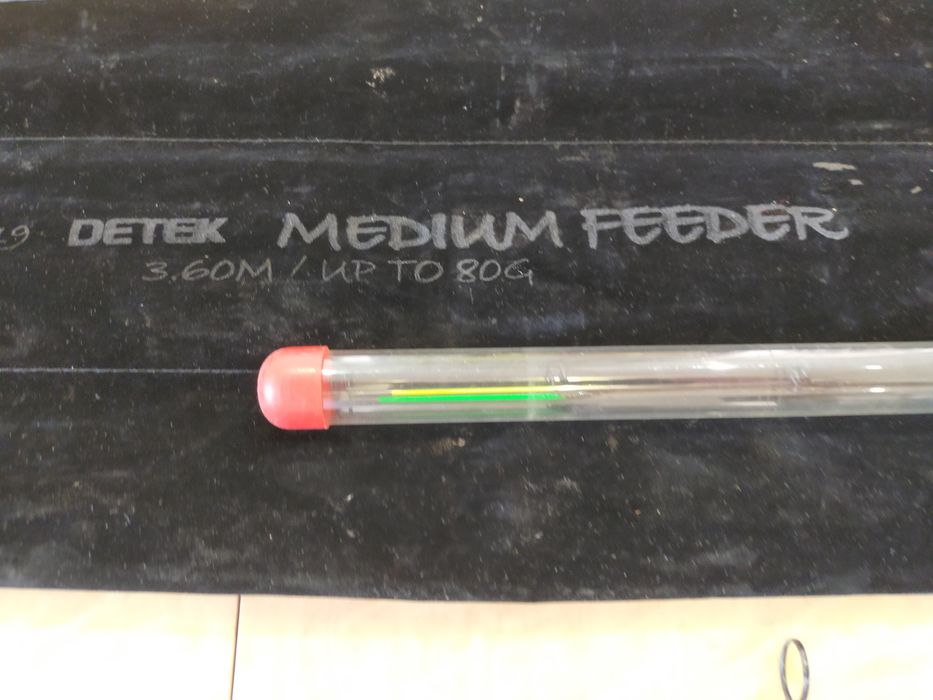 DETEK MEDIUM FEEDER
3.60M / UP TO 80G